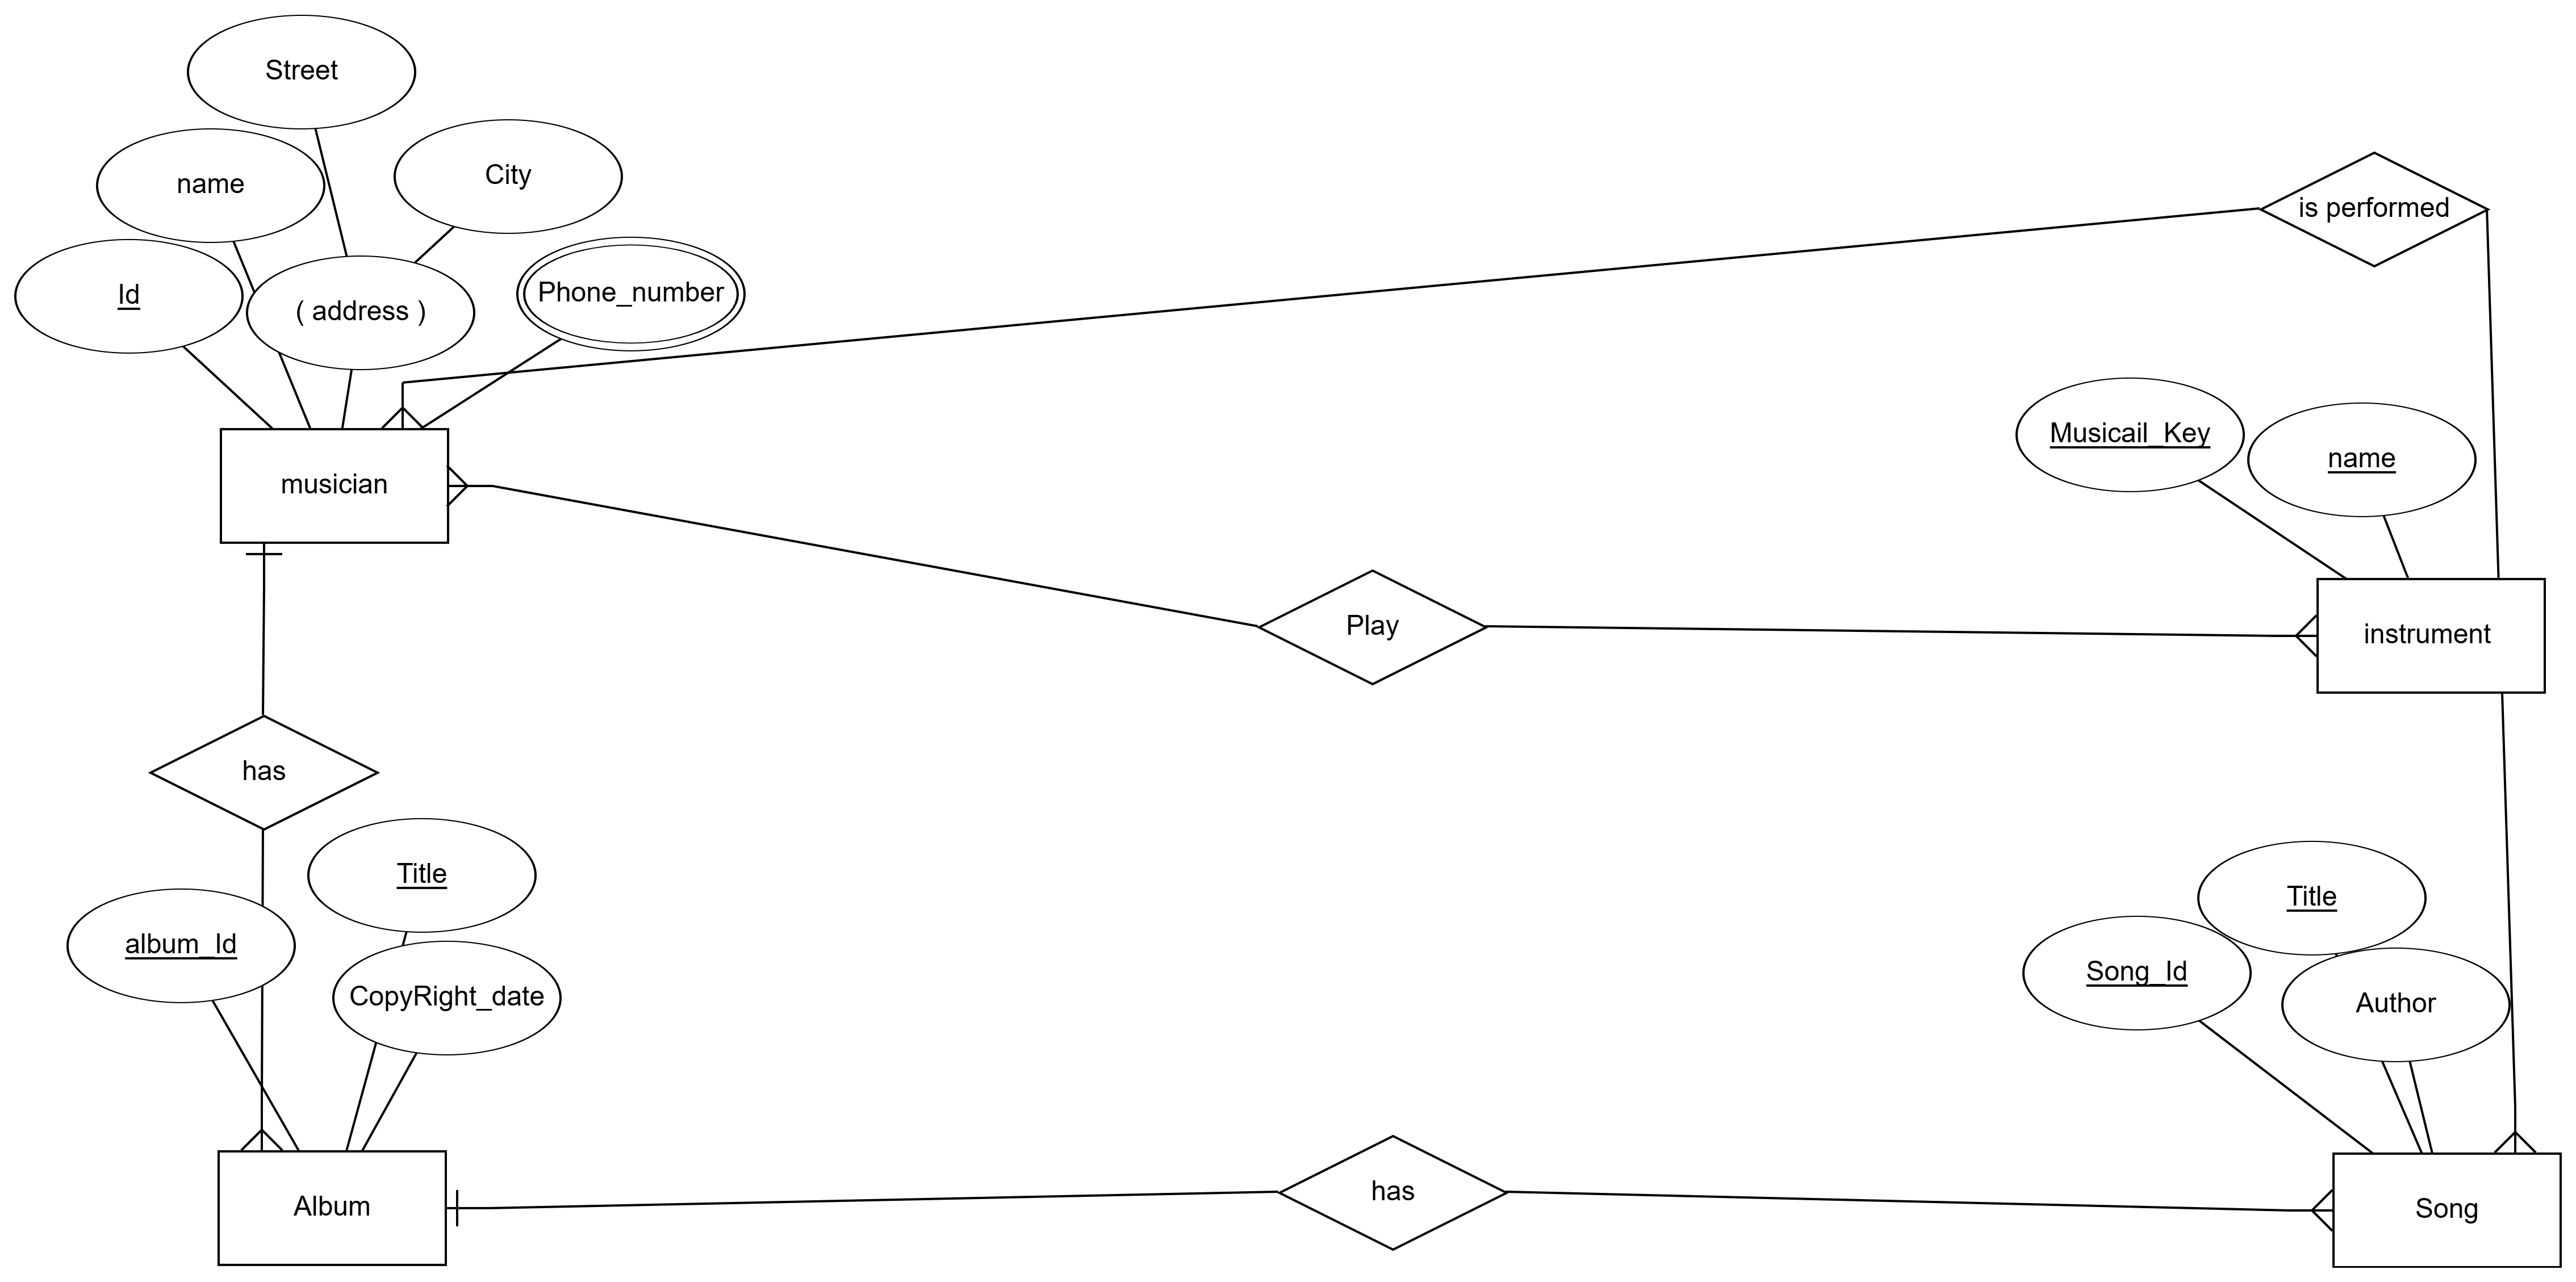 Street
City
name
is performed
Id
( address )
Phone_number
Musicail_Key
name
musician
Play
instrument
has
Title
album_Id
CopyRight_date
Title
Song_Id
Author
Album
has
Song